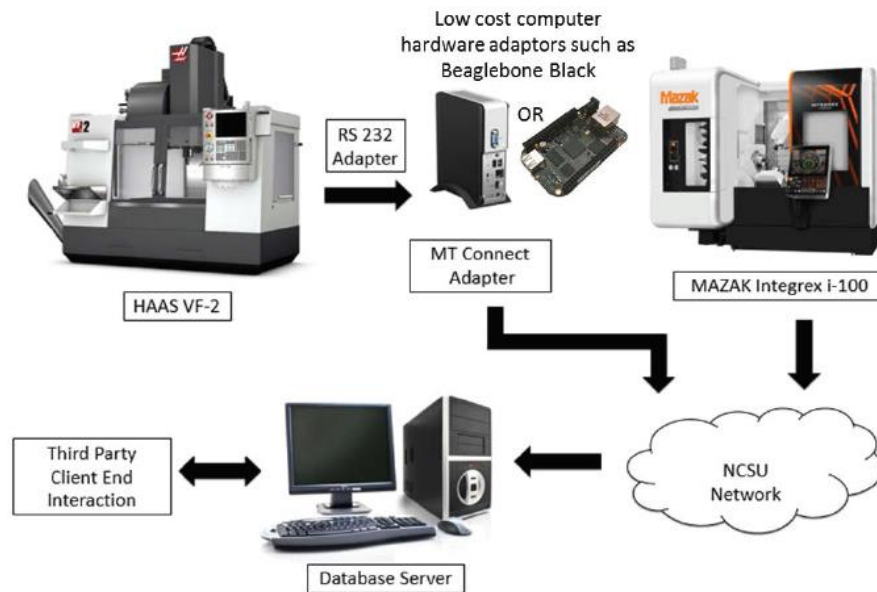 Low cost computer
hardware adaptors such as
Beaglebone Black
OR
RS 232
Adapter
Mazak
2
HAAS VF-2
MT Connect
Adapter
MAZAK Integrex i-100
Third Party
Client End
Interaction
NCSU
Network
Database Server